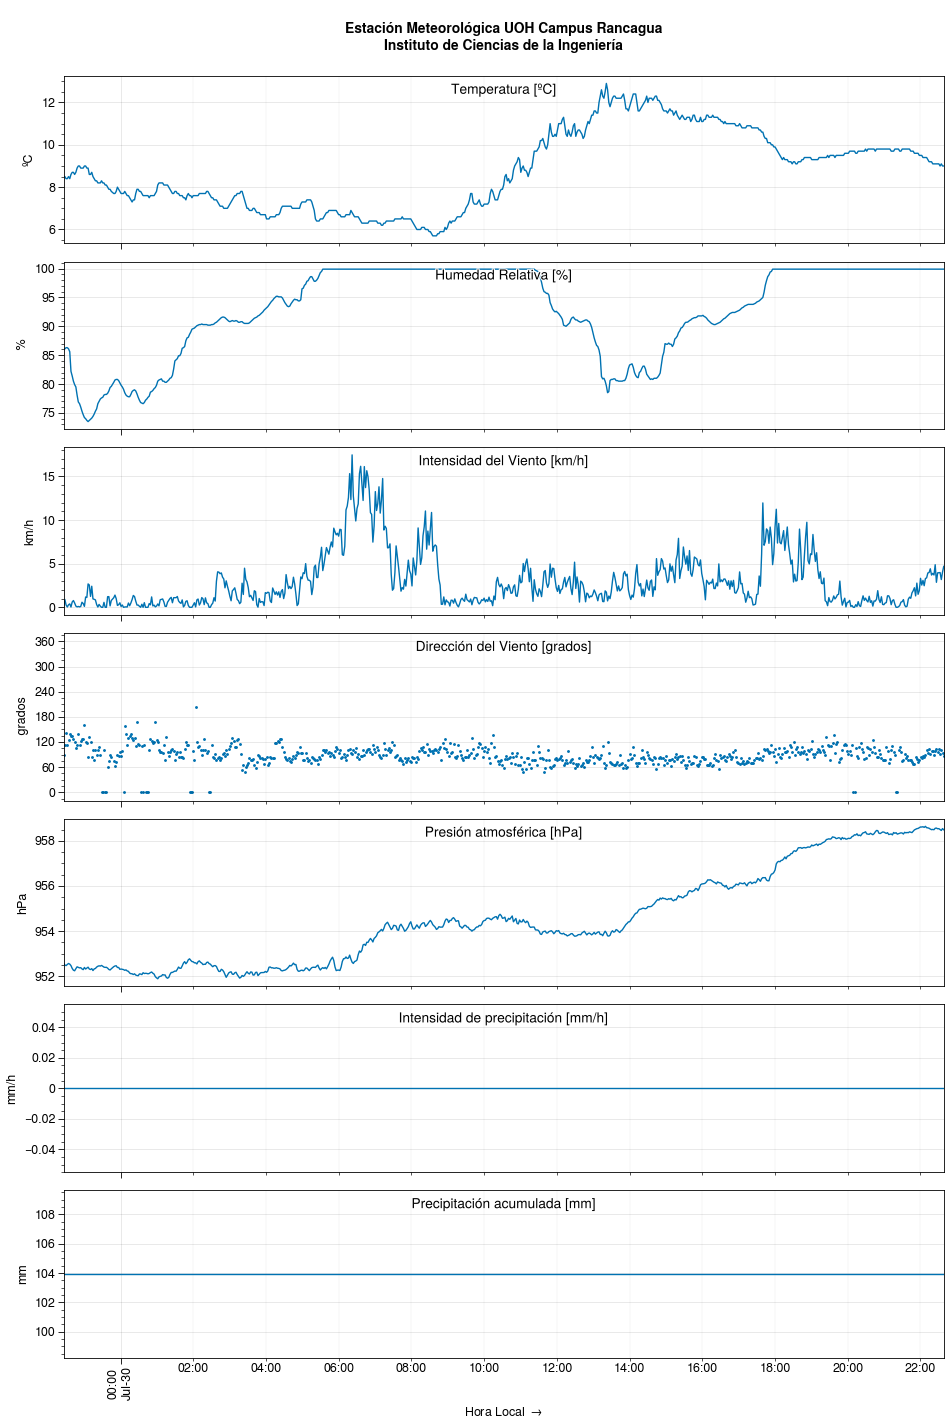 Estación Meteorológica UOH Campus Rancagua
Instituto de Ciencias de la Ingeniería
Temperatura [ºC]
ºC
12
10
8
6
Humedad Relativa [%]
%
100
95
90
85
80
75
Intensidad del Viento [km/h]
km/h
15
10
5
0
Dirección del Viento [grados]
grados
360
300
240
180
120
60
0
Presión atmosférica [hPa]
hPa
958
956
954
952
Intensidad de precipitación [mm/h]
mm/h
0.04
0.02
0
−0.02
−0.04
Precipitación acumulada [mm]
mm
108
106
104
102
100
00:00
Jul-30
02:00
04:00
06:00
08:00
10:00
12:00
14:00
16:00
18:00
20:00
22:00
Hora Local →